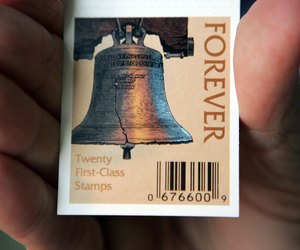 FOREVER
Twenty
First-Class
Stamps
0 676600 9